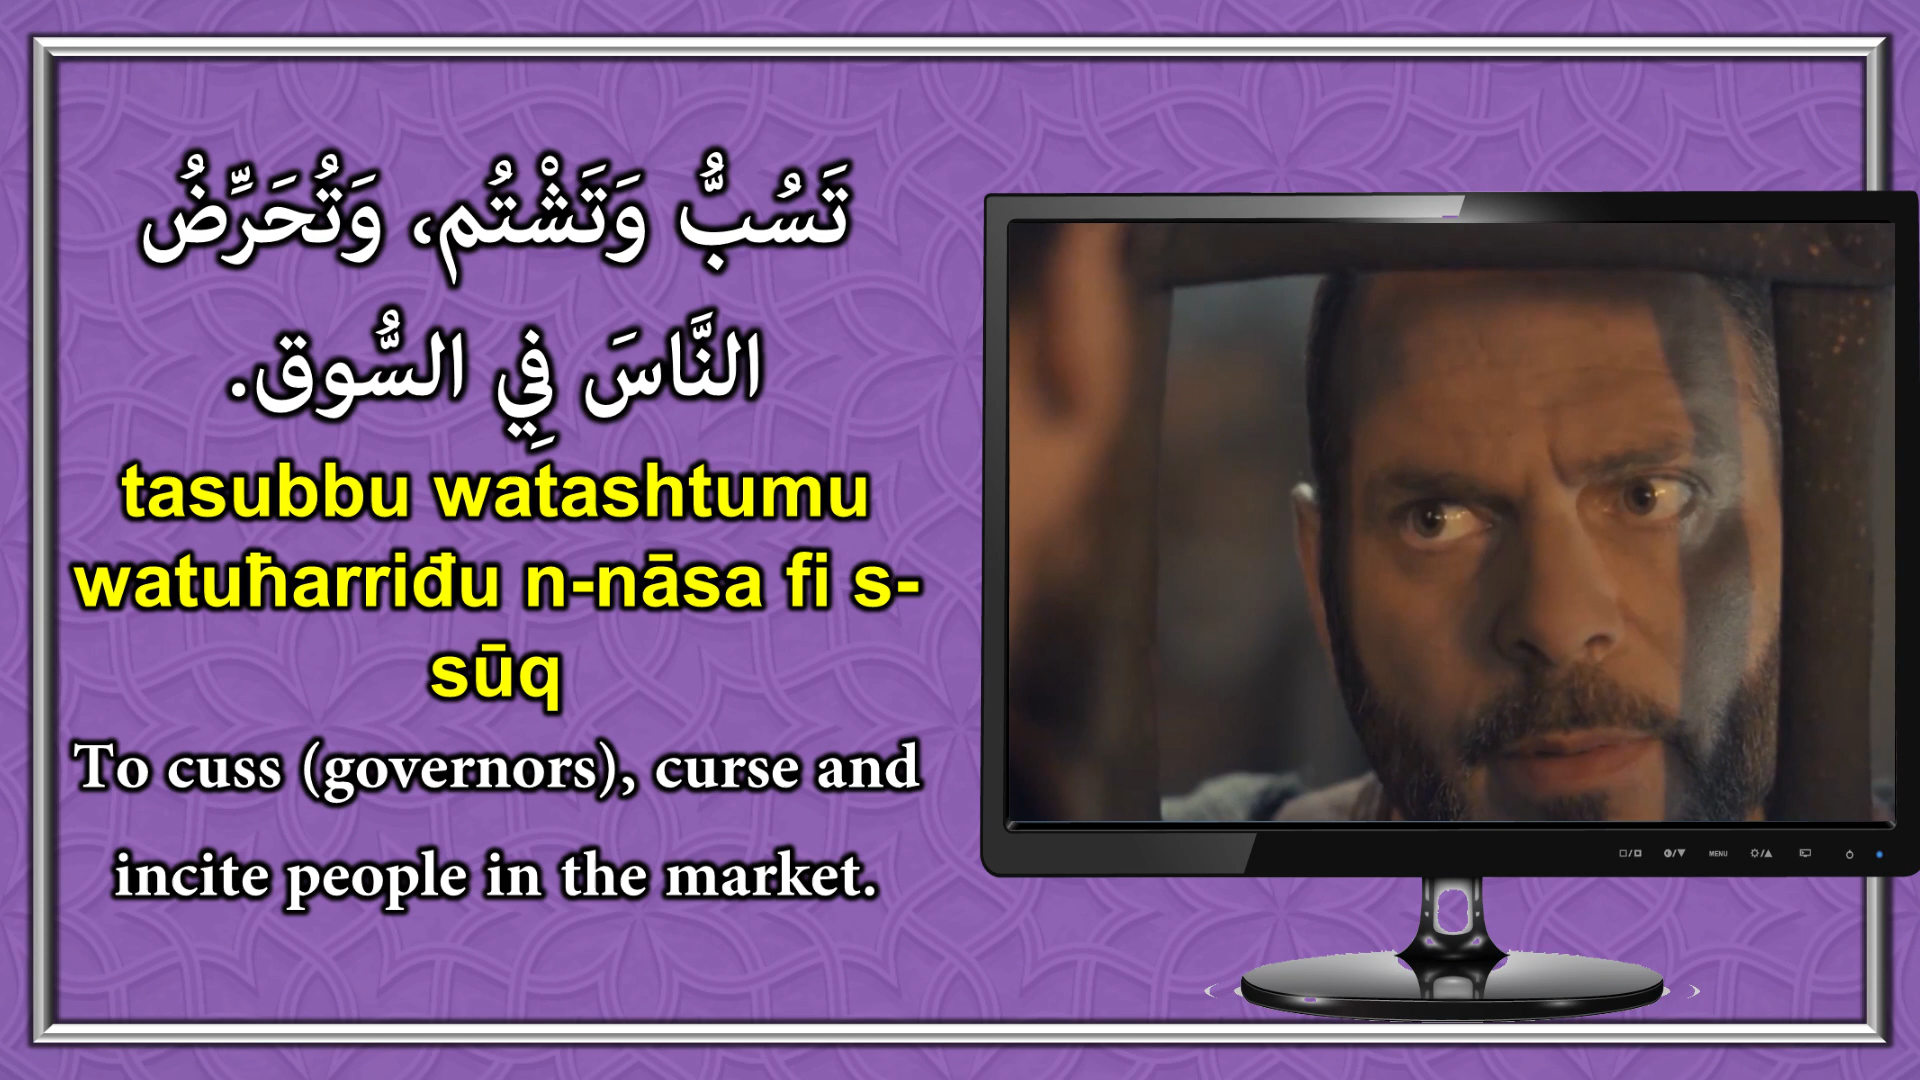 تَسُبُّ وَتَشْتُم، وَتُحَرِّضُ
النَّاسَ فِي السُّوق.
tasubbu watashtumu
watuħarriđu n-nāsa fi s-
sūq
To cuss (governors), curse and
incite people in the market.
MENU